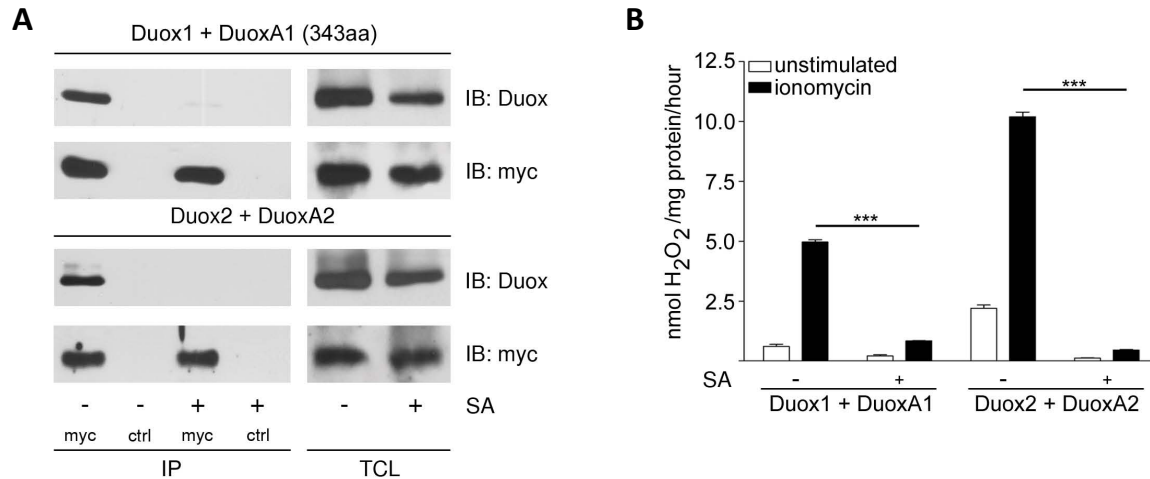 A
Duox1 + DuoxA1 (343aa)
IB: Duox
IB: myc
Duox2 + DuoxA2
IB: Duox
IB: myc
- - + + - + SA
myc ctrl myc ctrl
IP TCL
B
unstimulated
ionomycin
nmol H2O2 /mg protein/hour
12.5
10.0
7.5
5.0
2.5
***
***
SA - + - +
Duox1 + DuoxA1 Duox2 + DuoxA2